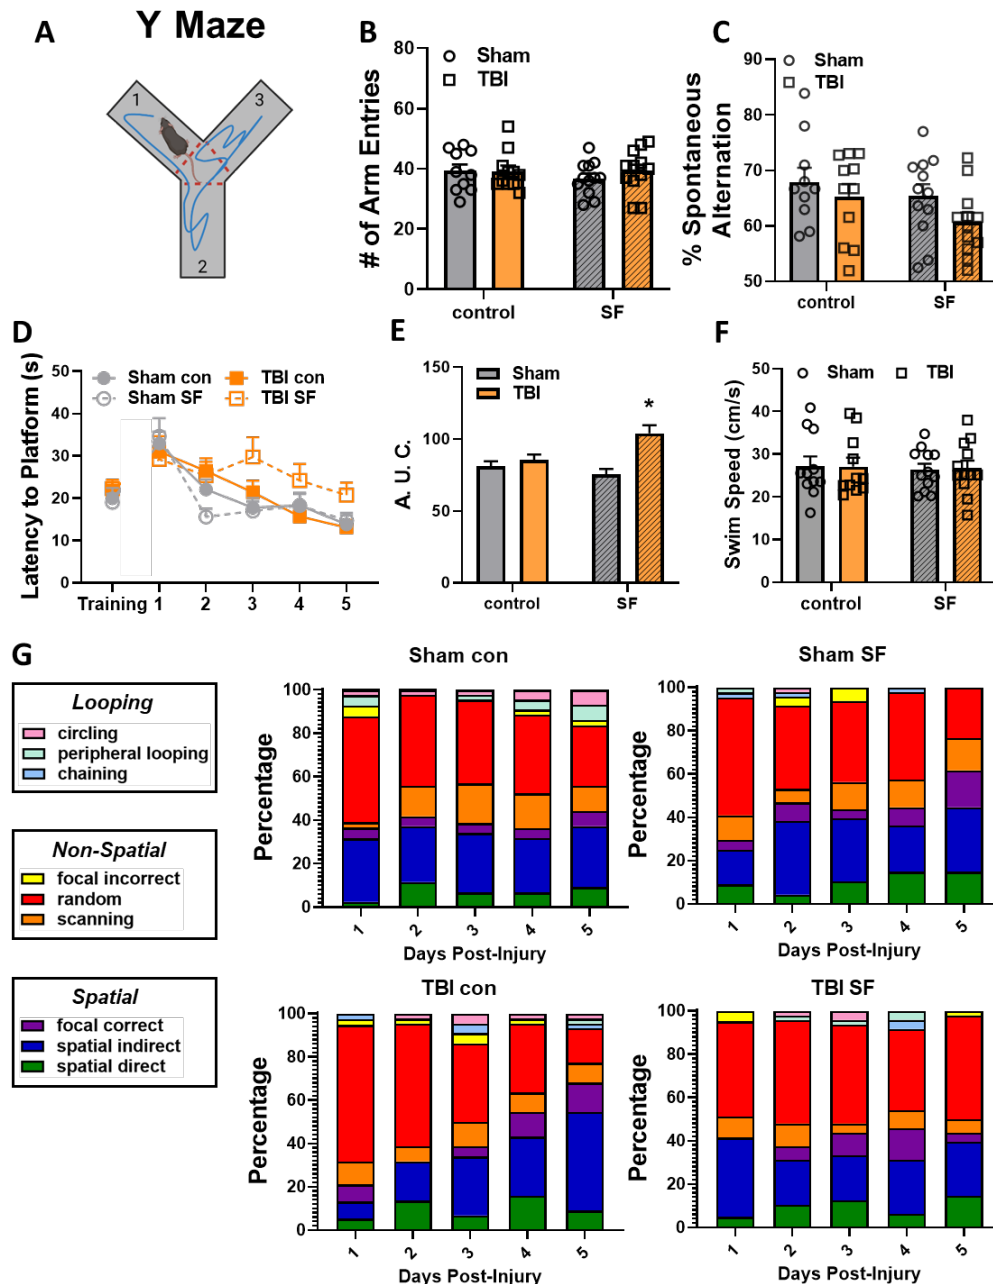 A
Y Maze
1
3
2
B
# of Arm Entries
80
60
40
20
0
Sham
TBI
control
SF
C
% Spontaneous
Alternation
90
80
70
60
50
Sham
TBI
control
SF
D
Latency to Platform (s)
50
40
30
20
10
0
Sham con
TBI con
Sham SF
TBI SF
Training 1 2 3 4 5
E
A. U. C.
150
100
50
0
Sham
TBI
*
control
SF
F
Swim Speed (cm/s)
50
40
30
20
10
0
Sham
TBI
control
SF
G
Looping
circling
peripheral looping
chaining
Non-Spatial
focal incorrect
random
scanning
Spatial
focal correct
spatial indirect
spatial direct
Sham con
Percentage
100
80
60
40
20
0
1 2 3 4 5
Days Post-Injury
Sham SF
Percentage
100
80
60
40
20
0
1 2 3 4 5
Days Post-Injury
TBI con
Percentage
100
80
60
40
20
0
1 2 3 4 5
Days Post-Injury
TBI SF
Percentage
100
80
60
40
20
0
1 2 3 4 5
Days Post-Injury